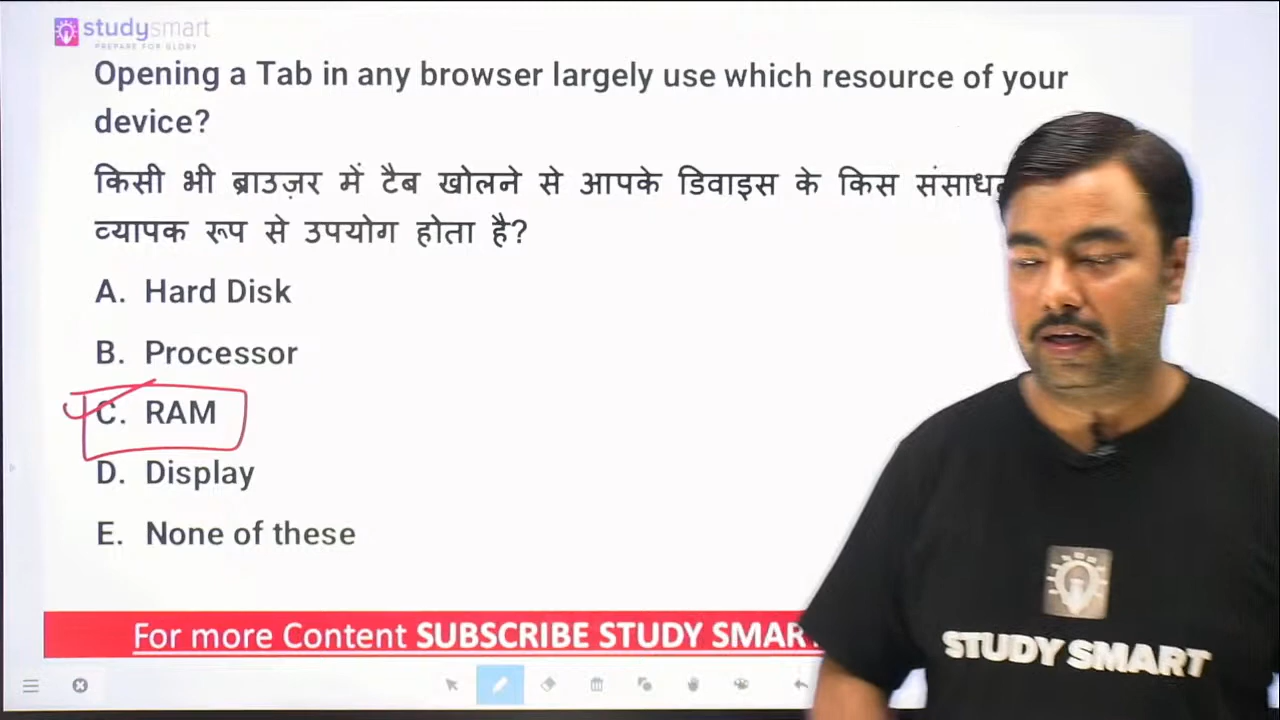 studysmart
PREPARE FOR GLORY
Opening a Tab in any browser largely use which resource of your
device?
किसी भी ब्राउज़र में टैब खोलने से आपके डिवाइस के किस
व्यापक रूप से उपयोग होता है?
A. Hard Disk
B. Processor
C. RAM
D. Display
E. None of these
For more Content SUBSCRIBE STUDY SMART
STUDY SMART